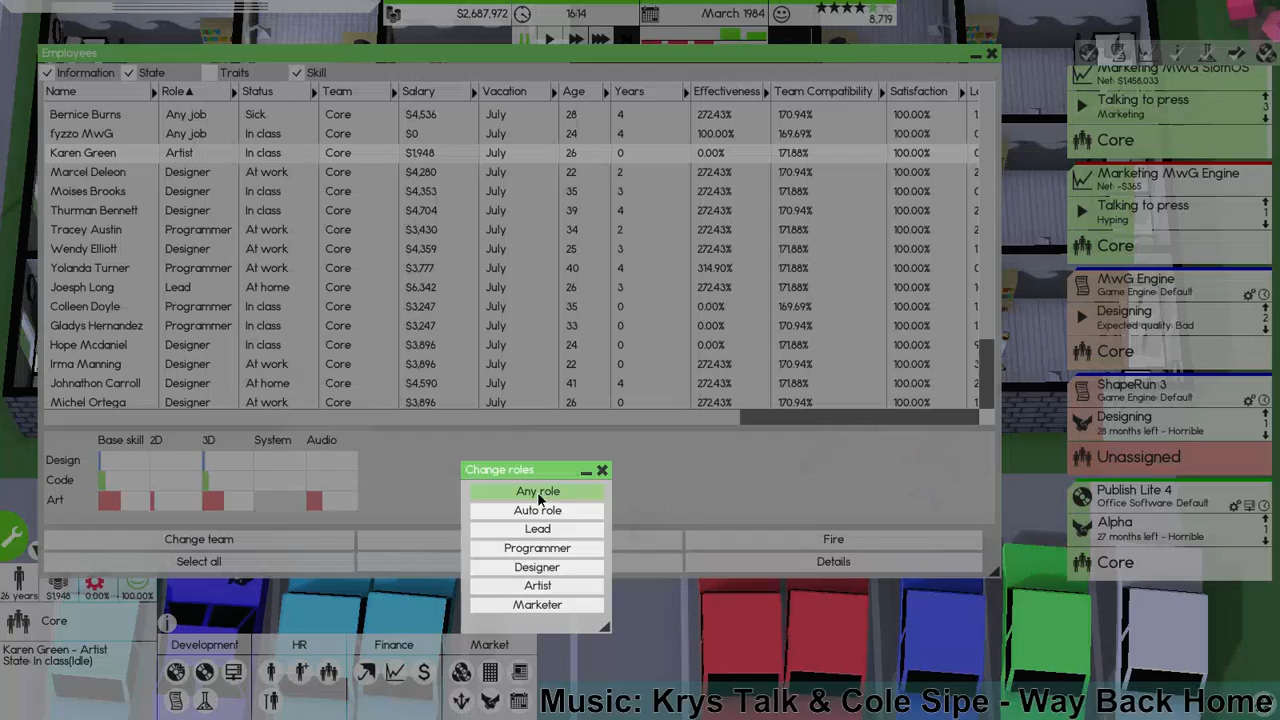 $2,687,972 16:14 March 1984 8,719
Employees
Information State Traits Skill
Name Role▲ Status Team Salary Vacation Age Years Effectiveness Team Compatibility Satisfaction
Bernice Burns Any job Sick Core $4,536 July 28 4 272.43% 170.94% 100.00%
fyzzo MwG Any job In class Core $0 July 24 4 100.00% 169.69% 100.00%
Karen Green Artist In class Core $1,948 July 26 0 0.00% 171.88% 100.00%
Marcel Deleon Designer At work Core $4,280 July 22 2 272.43% 170.94% 100.00%
Moises Brooks Designer In class Core $4,353 July 35 3 272.43% 171.88% 100.00%
Thurman Bennett Designer In class Core $4,704 July 39 4 272.43% 170.94% 100.00%
Tracey Austin Programmer At work Core $3,430 July 34 2 272.43% 171.88% 100.00%
Wendy Elliott Designer At work Core $4,359 July 25 3 272.43% 171.88% 100.00%
Yolanda Turner Programmer At work Core $3,777 July 40 4 314.90% 171.88% 100.00%
Joesph Long Lead At home Core July 26 3 272.43% 171.88% 100.00%
Colleen Doyle Programmer In class Core $3,247 July 35 0 0.00% 169.69% 100.00%
Gladys Hernandez Programmer In class Core $3,247 July 33 0 0.00% 170.94% 100.00%
Hope Mcdaniel Designer In class Core $3,896 July 24 0 0.00% 170.94% 100.00%
Irma Manning Designer At work Core $3,896 July 22 0 272.43% 170.94% 100.00%
Johnathon Carroll Designer At home Core $4,590 July 41 4 272.43% 171.88% 100.00%
Michel Ortega Designer At work Core $3,896 July 26 0 272.43% 171.88% 100.00%
Base skill 2D 3D System Audio
Design
Code
Art
Change team
Select all
Fire
Details
Change roles
Any role
Auto role
Lead
Programmer
Designer
Artist
Marketer
Marketing MwG SlothOS
Net: $1,458,033
Talking to press 3
Marketing
Core
Marketing MwG Engine
Net: -$365
Talking to press 1
Hyping
Core
MwG Engine
Game Engine: Default
Designing 2
Expected quality: Bad
Core
ShapeRun 3
Game Engine: Default
Designing 1
28 months left - Horrible
Unassigned
Publish Lite 4
Office Software: Default
Alpha 1
27 months left - Horrible
Core
26 years $1,948 0.00% 100.00%
Core
Karen Green - Artist
State: In class(Idle)
Development HR Finance Market
Music: Krys Talk & Cole Sipe - Way Back Home